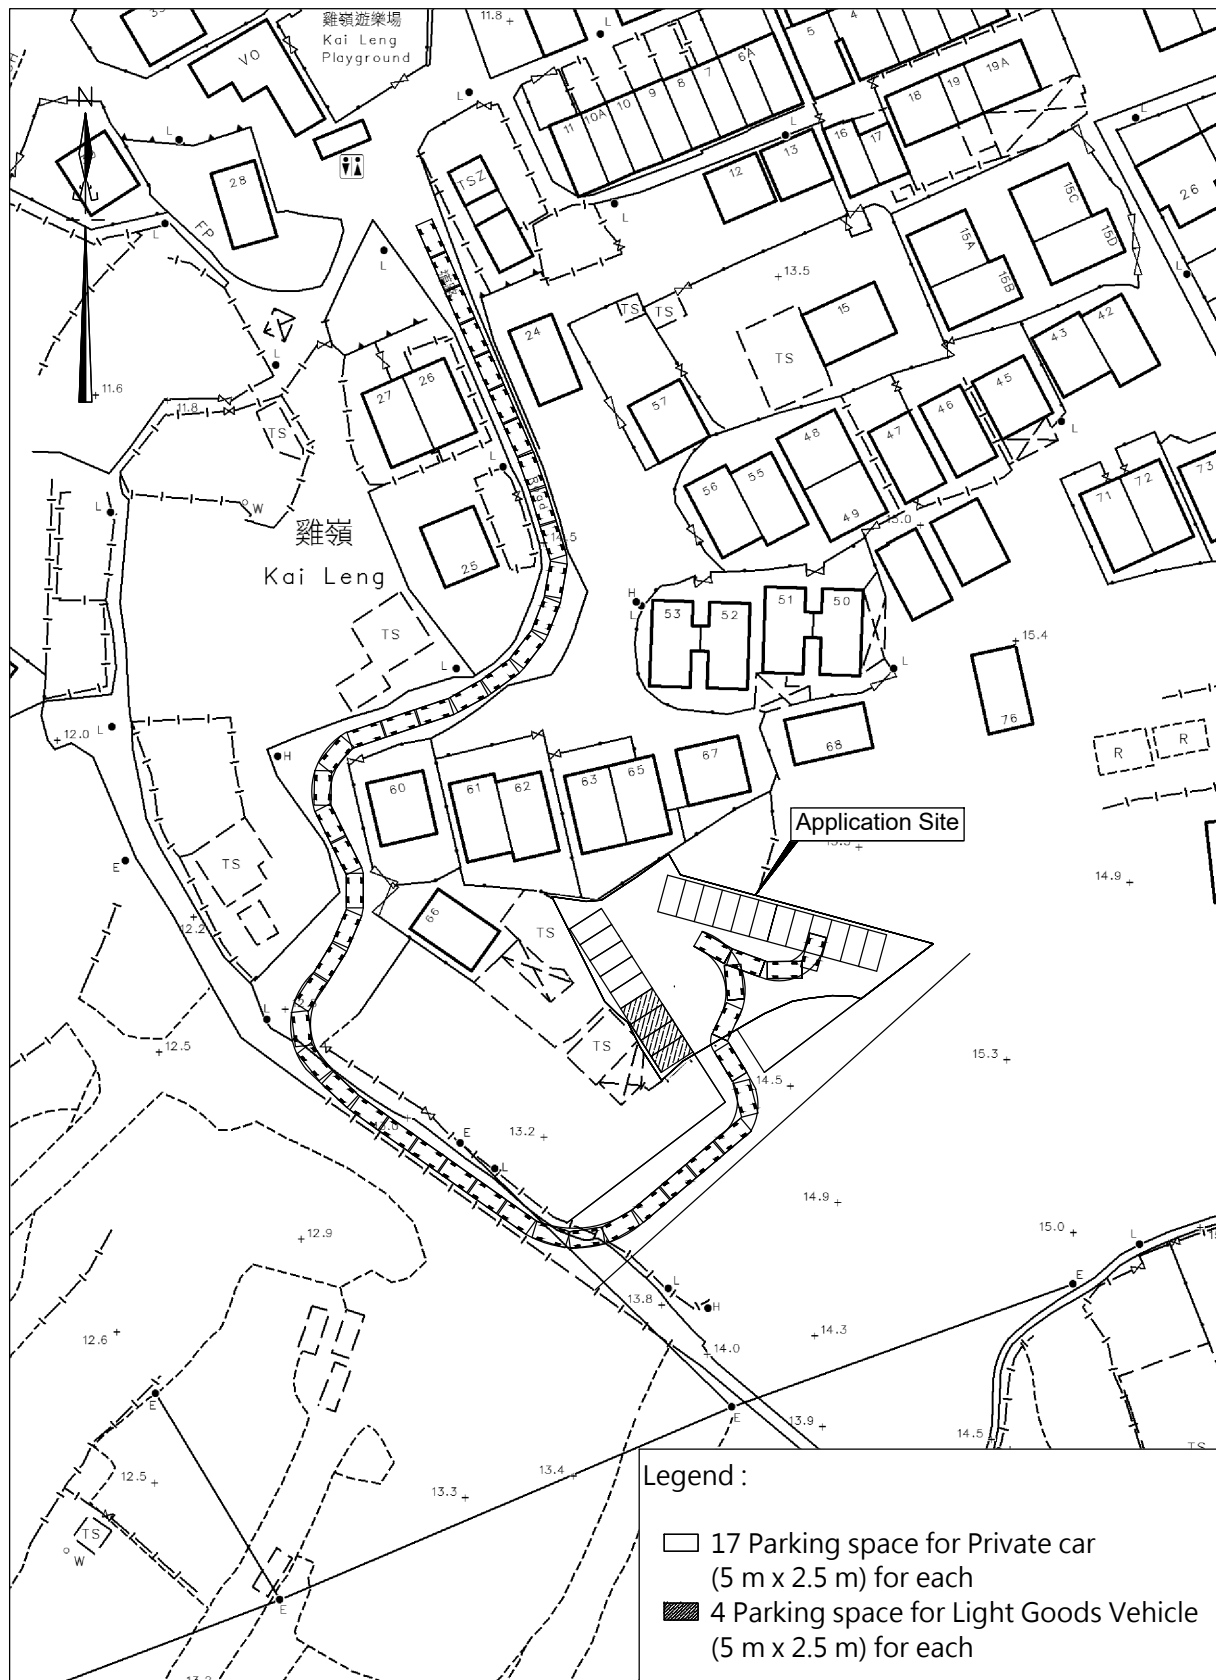 雞嶺遊樂場
Kai Leng
Playground
11.8
L
5
4
VO
6A
7
8
9
10
10A
11
18
19
19A
N
L
L
L
L
16
17
28
TSZ
12
13
15C
15D
26
FP
L
L
15A
15B
L
L
13.5
TS
TS
24
15
TS
43
42
11.6
L
11.8
27
26
57
45
46
L
TS
48
47
W
L
L
56
55
49
71
72
73
雞嶺
Kai Leng
25
14.5
53
52
51
50
H
L
TS
L
15.4
L
76
12.0
L
H
68
67
R
R
60
61
62
63
65
Application Site
E
TS
14.9
66
TS
12.2
L
TS
12.5
15.3
14.5
13.2
E
L
14.9
15.0
L
12.9
E
L
13.8
H
12.6
14.3
14.0
E
E
13.9
14.5
TS
12.5
13.4
13.3
TS
W
E
Legend :
17 Parking space for Private car
(5 m x 2.5 m) for each
4 Parking space for Light Goods Vehicle
(5 m x 2.5 m) for each